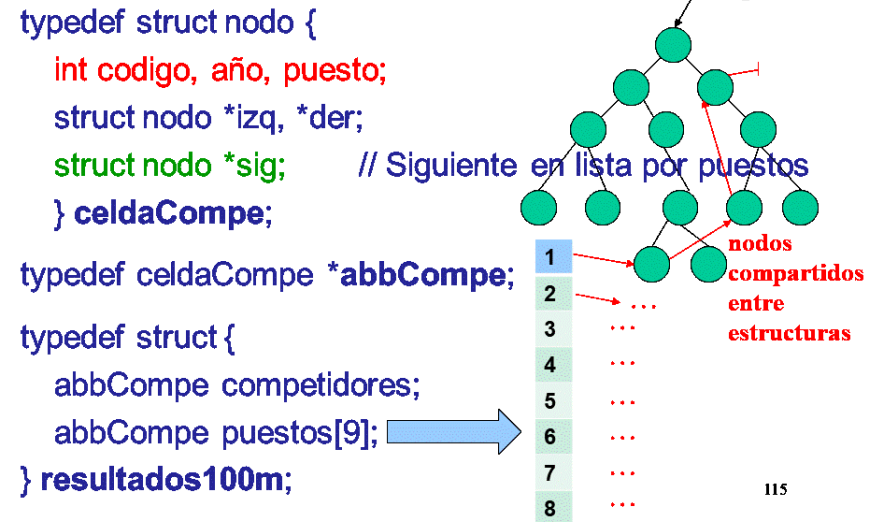 typedef struct nodo {
int codigo, año, puesto;
struct nodo *izq, *der;
struct nodo *sig; // Siguiente en lista por puestos
} celdaCompe;
typedef celdaCompe *abbCompe;
typedef struct {
abbCompe competidores;
abbCompe puestos[9];
} resultados100m;
nodos
compartidos
entre
estructuras
1
2 ...
3 ...
4 ...
5 ...
6 ...
7 ...
8 ...
115